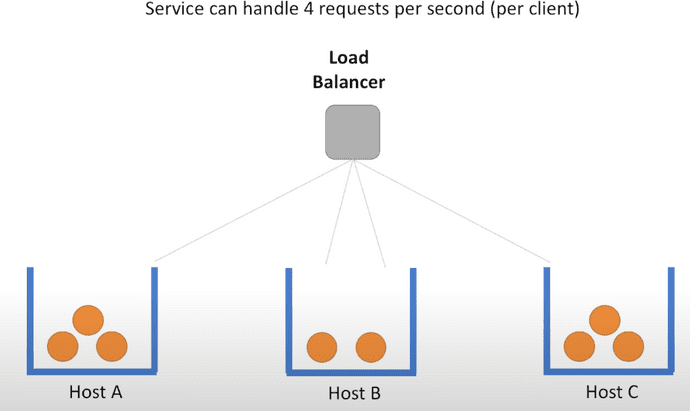 Service can handle 4 requests per second (per client)
Load
Balancer
Host A
Host B
Host C